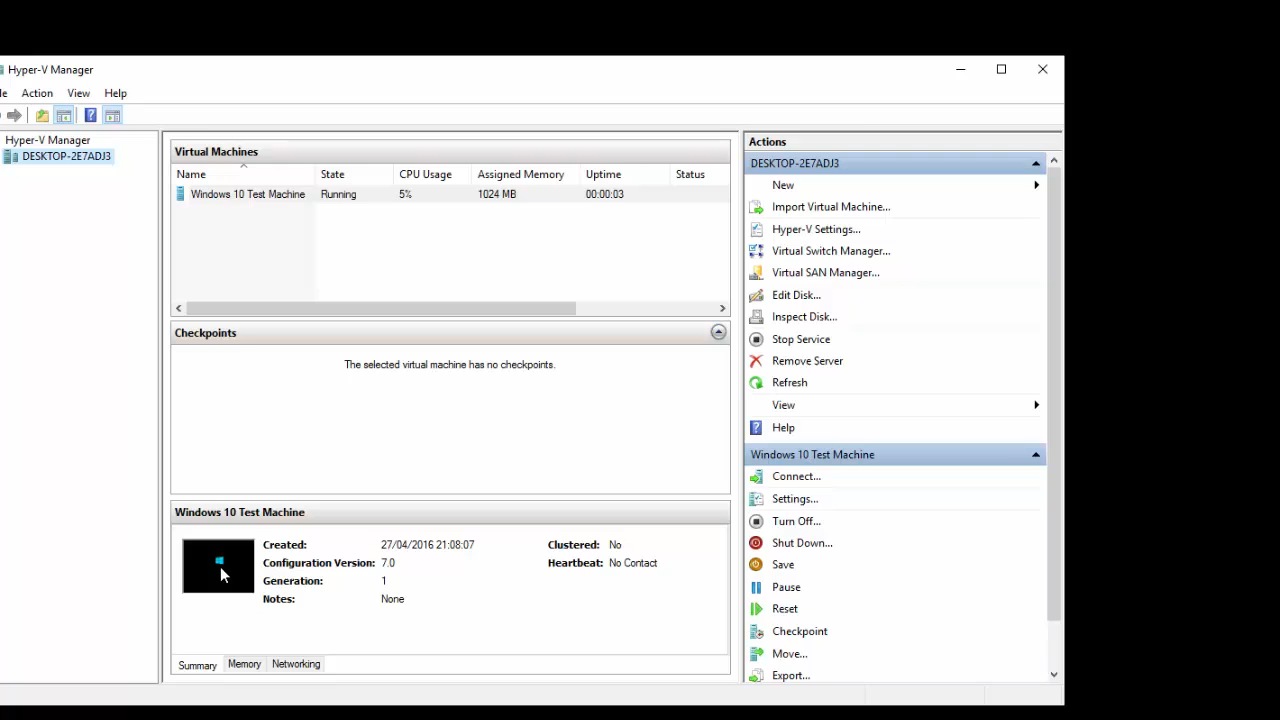 Hyper-V Manager
le Action View Help
Hyper-V Manager
DESKTOP-2E7ADJ3
Virtual Machines
Name State CPU Usage Assigned Memory Uptime Status
Windows 10 Test Machine Running 5% 1024 MB 00:00:03
Checkpoints
The selected virtual machine has no checkpoints.
Windows 10 Test Machine
Created: 27/04/2016 21:08:07 Clustered: No
Configuration Version: 7.0 Heartbeat: No Contact
Generation: 1
Notes: None
Summary Memory Networking
Actions
DESKTOP-2E7ADJ3
New
Import Virtual Machine...
Hyper-V Settings...
Virtual Switch Manager...
Virtual SAN Manager...
Edit Disk...
Inspect Disk...
Stop Service
Remove Server
Refresh
View
Help
Windows 10 Test Machine
Connect...
Settings...
Turn Off...
Shut Down...
Save
Pause
Reset
Checkpoint
Move...
Export...